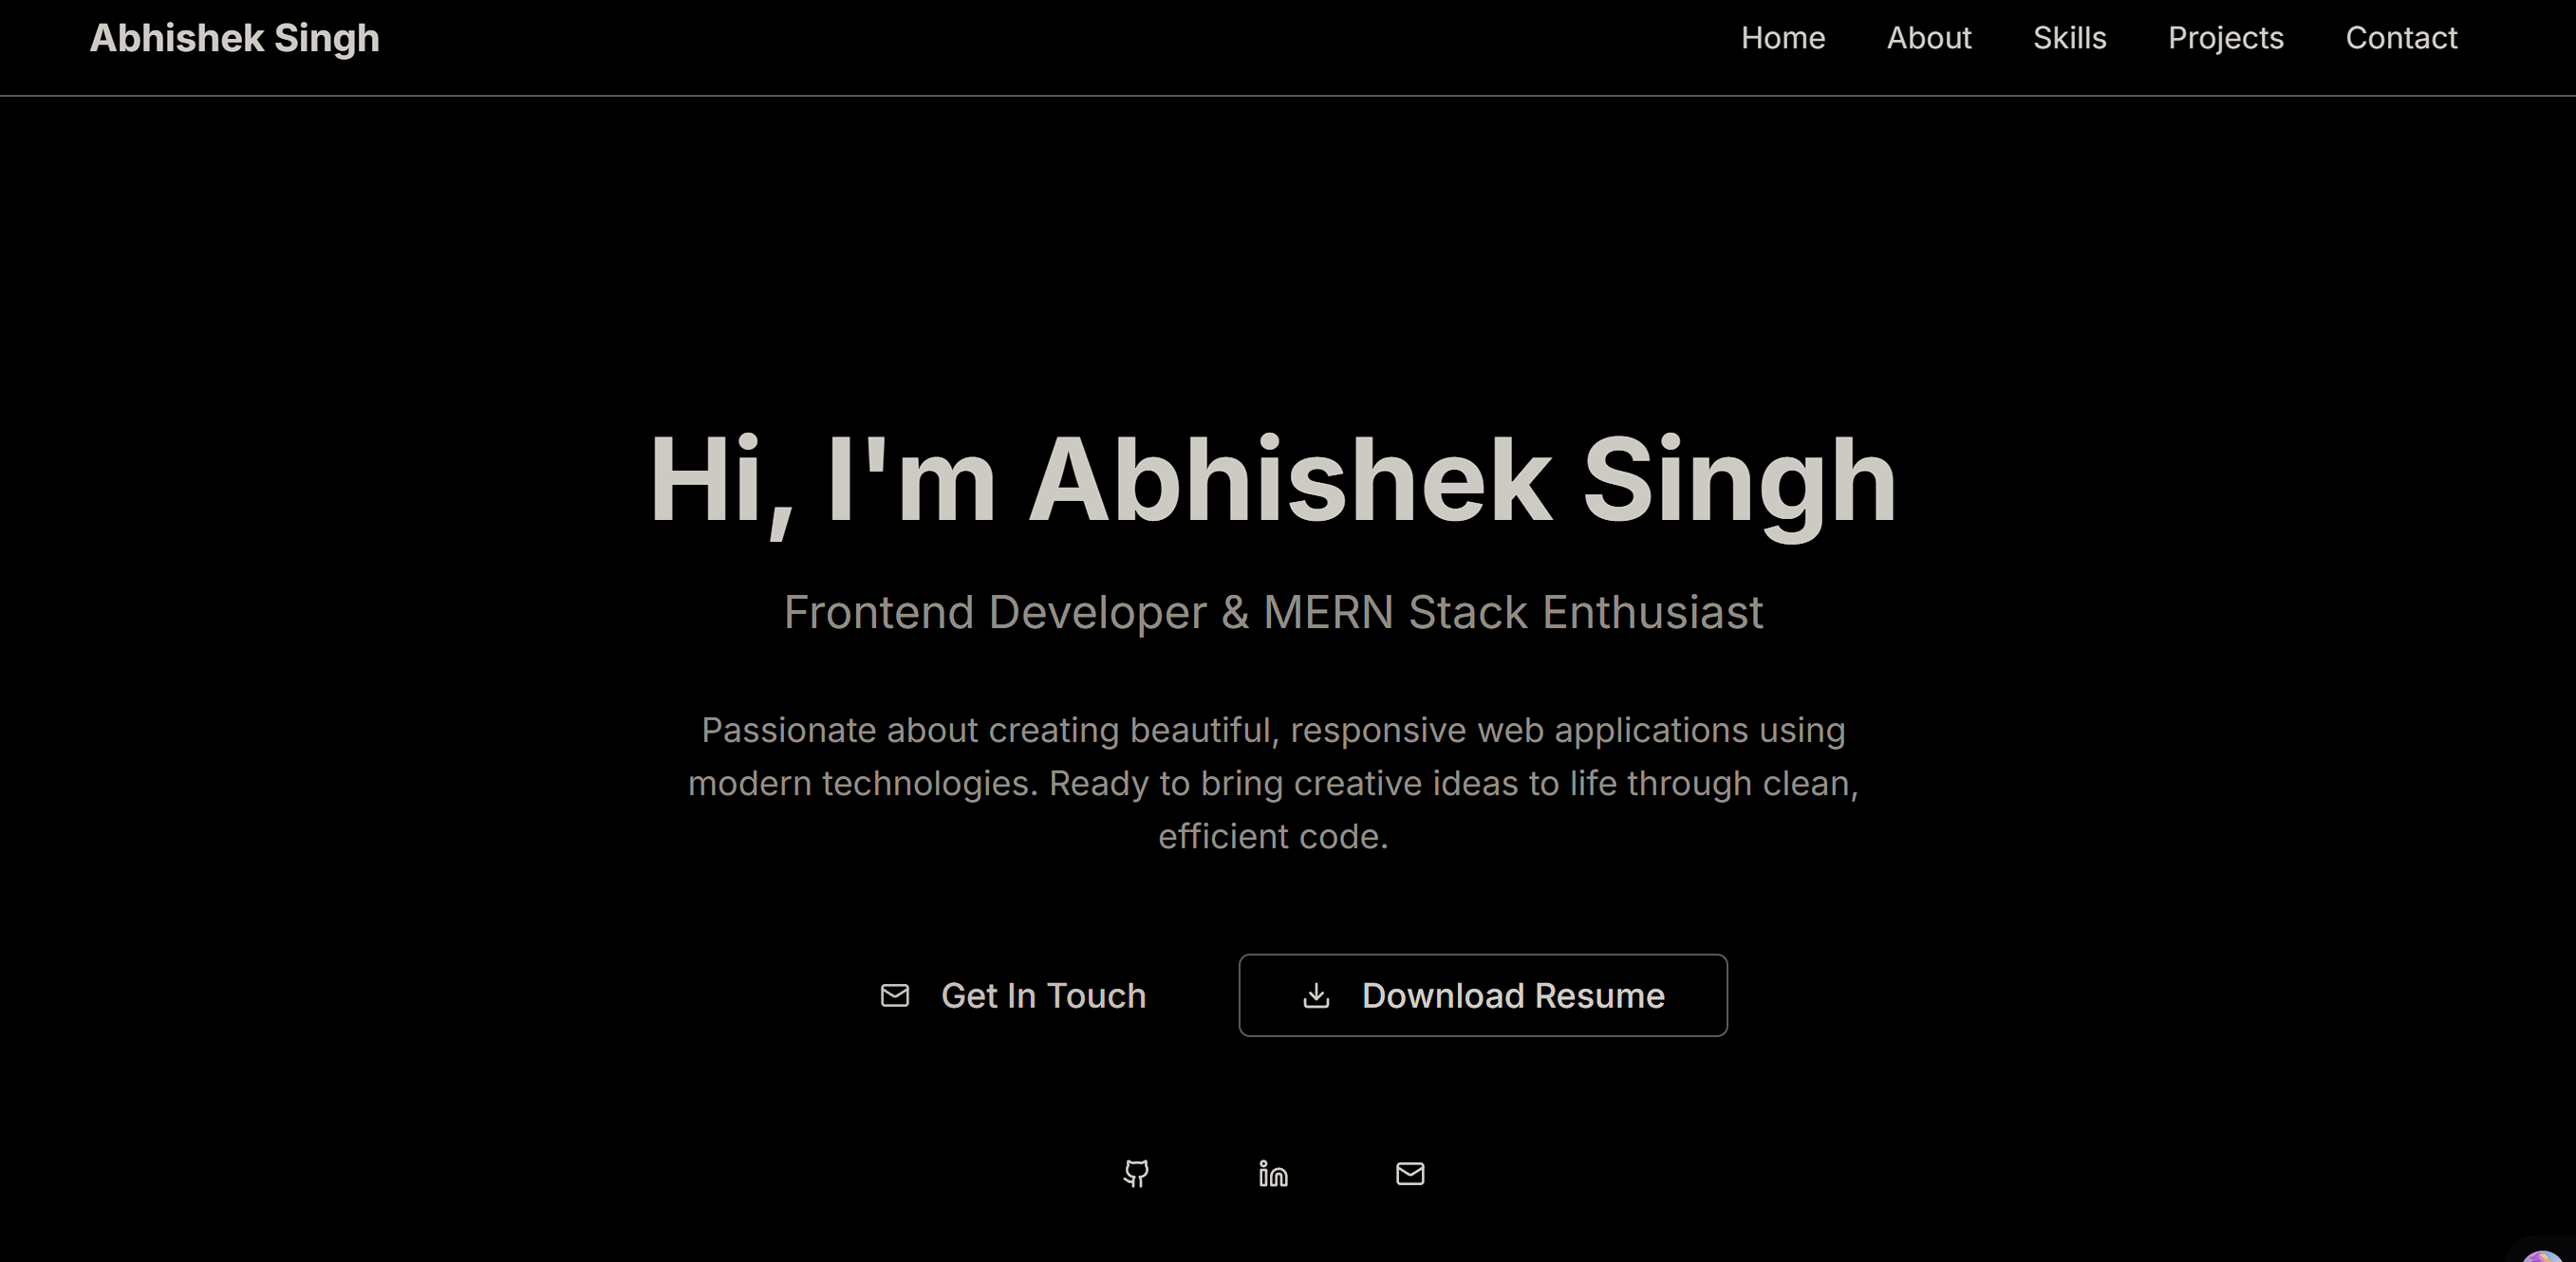 Abhishek Singh
Home About Skills Projects Contact
Hi, I'm Abhishek Singh
Frontend Developer & MERN Stack Enthusiast
Passionate about creating beautiful, responsive web applications using
modern technologies. Ready to bring creative ideas to life through clean,
efficient code.
Get In Touch
Download Resume